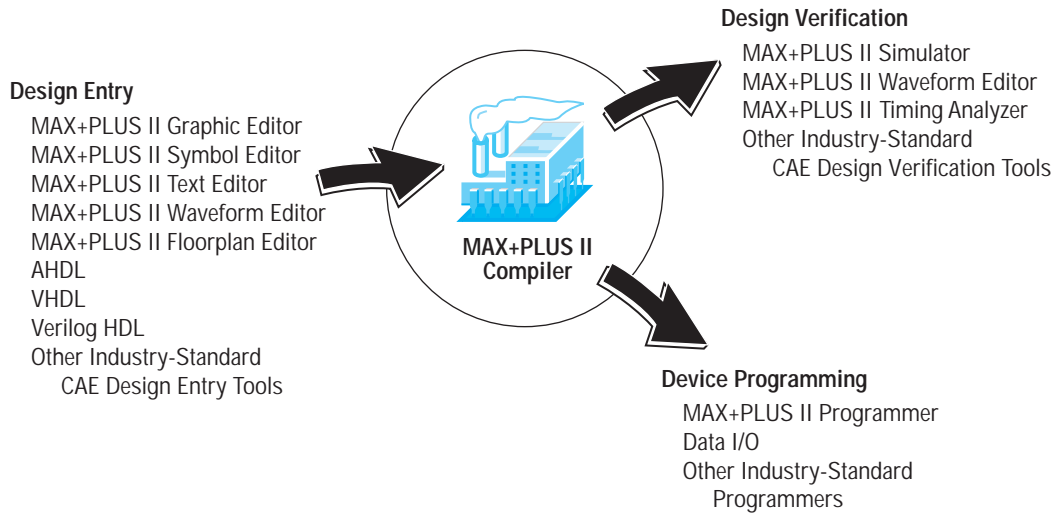 Design Entry
MAX+PLUS II Graphic Editor
MAX+PLUS II Symbol Editor
MAX+PLUS II Text Editor
MAX+PLUS II Waveform Editor
MAX+PLUS II Floorplan Editor
AHDL
VHDL
Verilog HDL
Other Industry-Standard
CAE Design Entry Tools
MAX+PLUS II
Compiler
Design Verification
MAX+PLUS II Simulator
MAX+PLUS II Waveform Editor
MAX+PLUS II Timing Analyzer
Other Industry-Standard
CAE Design Verification Tools
Device Programming
MAX+PLUS II Programmer
Data I/O
Other Industry-Standard
Programmers